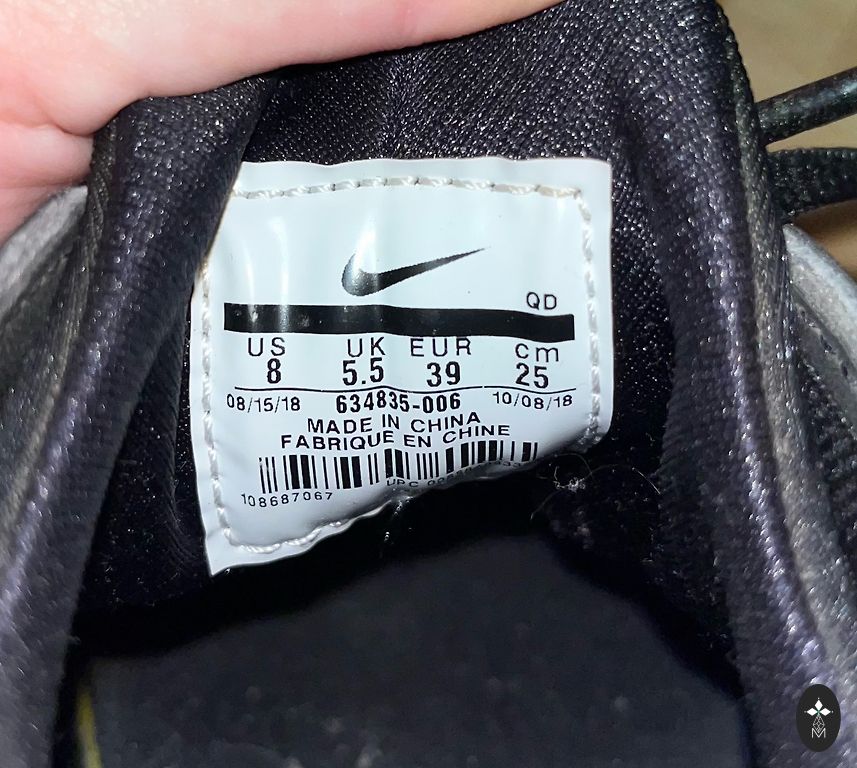 QD
US UK EUR cm
8 5.5 39 25
08/15/18 634835-006 10/08/18
MADE IN CHINA
FABRIQUE EN CHINE
UPC
108687067
M